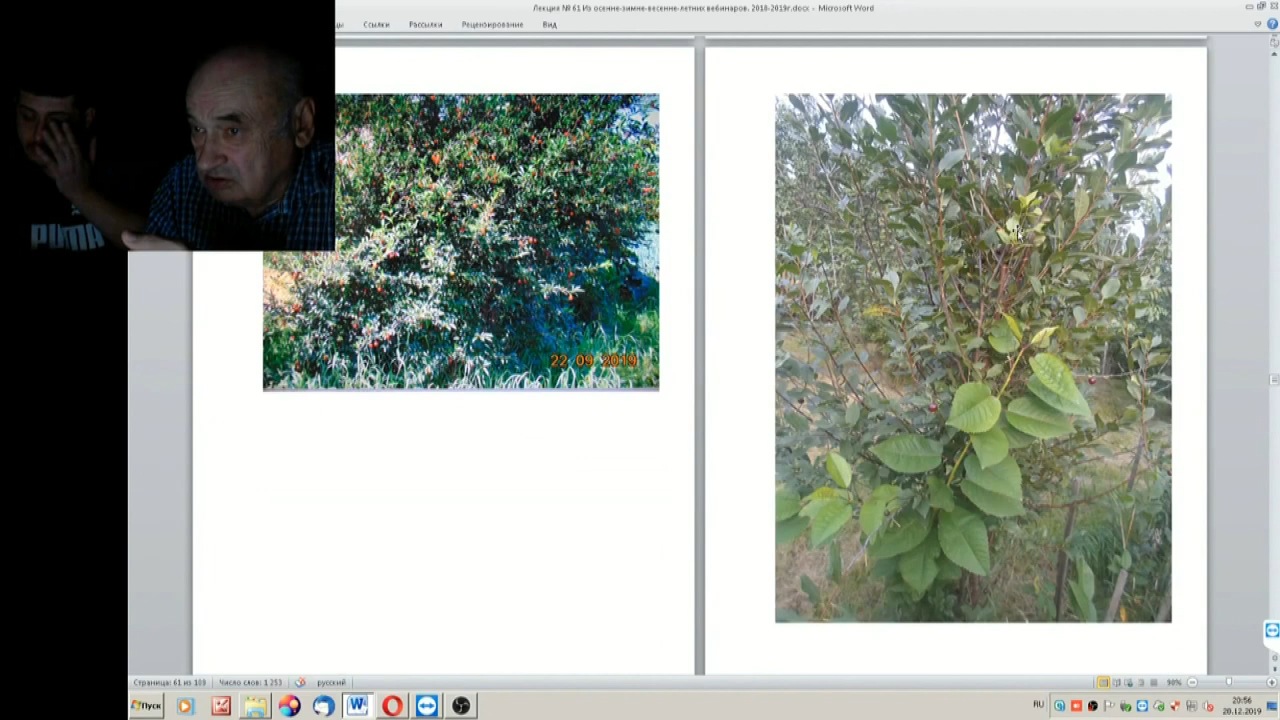 Лекция № 61 Из осенне-зимне-весенне-летних вебинаров. 2018-2019г.docx - Microsoft Word
Ссылки Рассылки Рецензирование Вид
PUMA
22 09 2019
Страница: 61 из 109 Число слов: 1 253 русский 90%
Пуск RU 20:56
20.12.2019